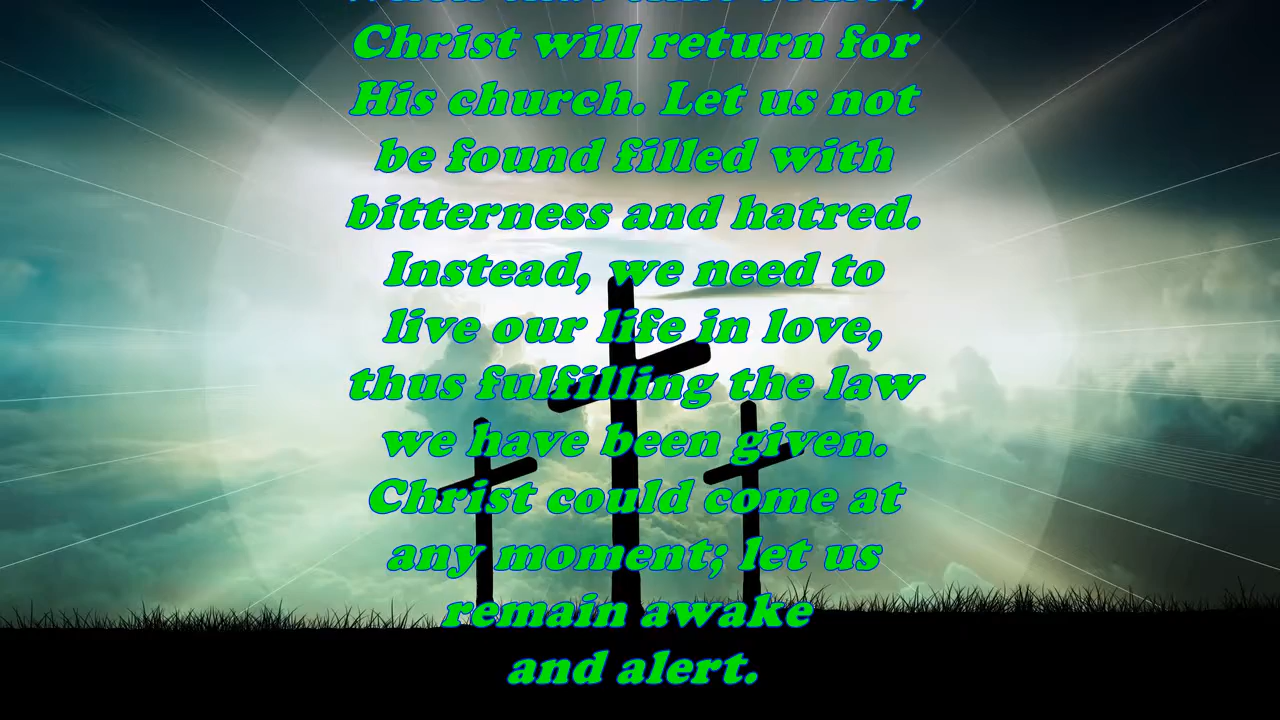 Christ will return for
His church. Let us not
be found filled with
bitterness and hatred.
Instead, we need to
live our life in love,
thus fulfilling the law
we have been given.
Christ could come at
any moment; let us
remain awake
and alert.